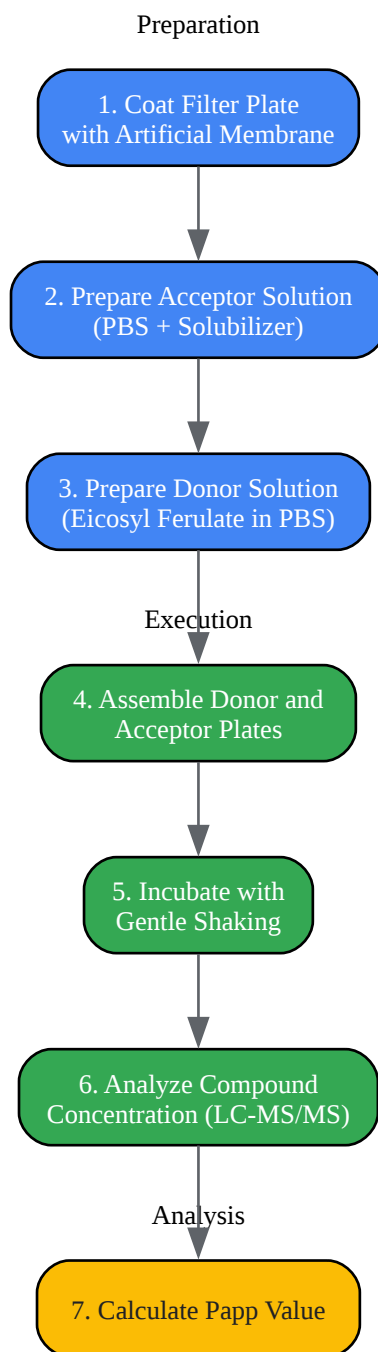 Preparation
1. Coat Filter Plate
with Artificial Membrane
2. Prepare Acceptor Solution
(PBS + Solubilizer)
3. Prepare Donor Solution
(Eicosyl Ferulate in PBS)
Execution
4. Assemble Donor and
Acceptor Plates
5. Incubate with
Gentle Shaking
6. Analyze Compound
Concentration (LC-MS/MS)
Analysis
7. Calculate Papp Value